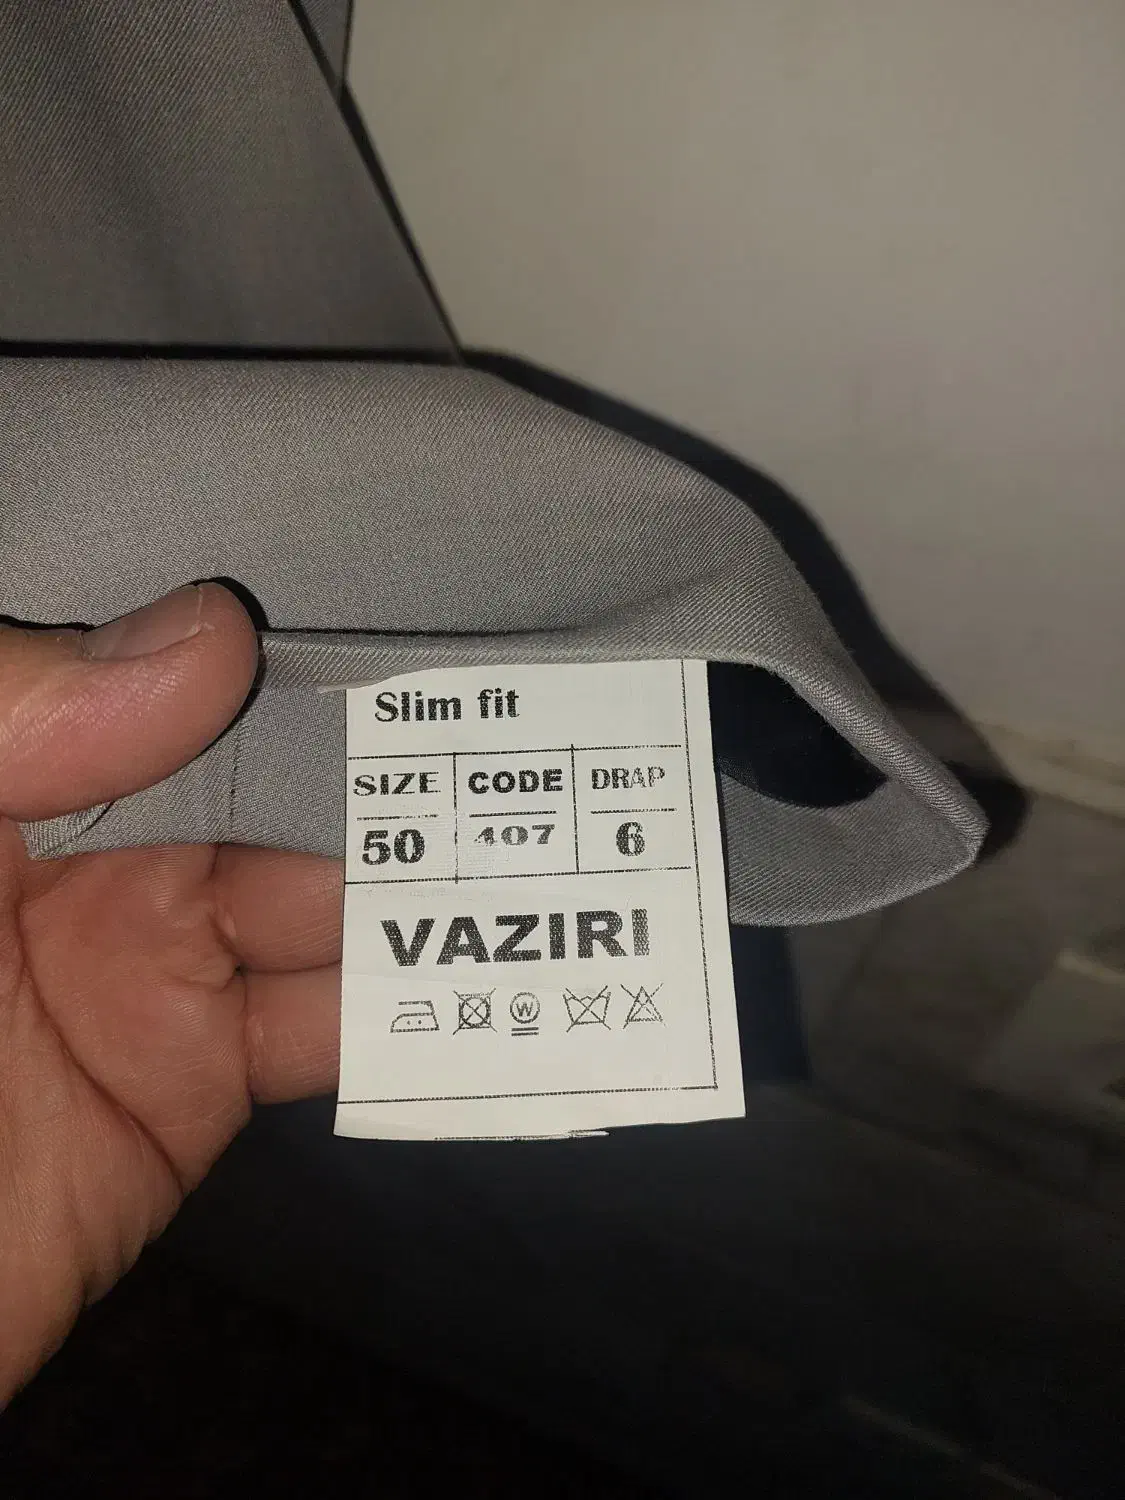 Slim fit
SIZE CODE DRAP
50 407 6
VAZIRI
W